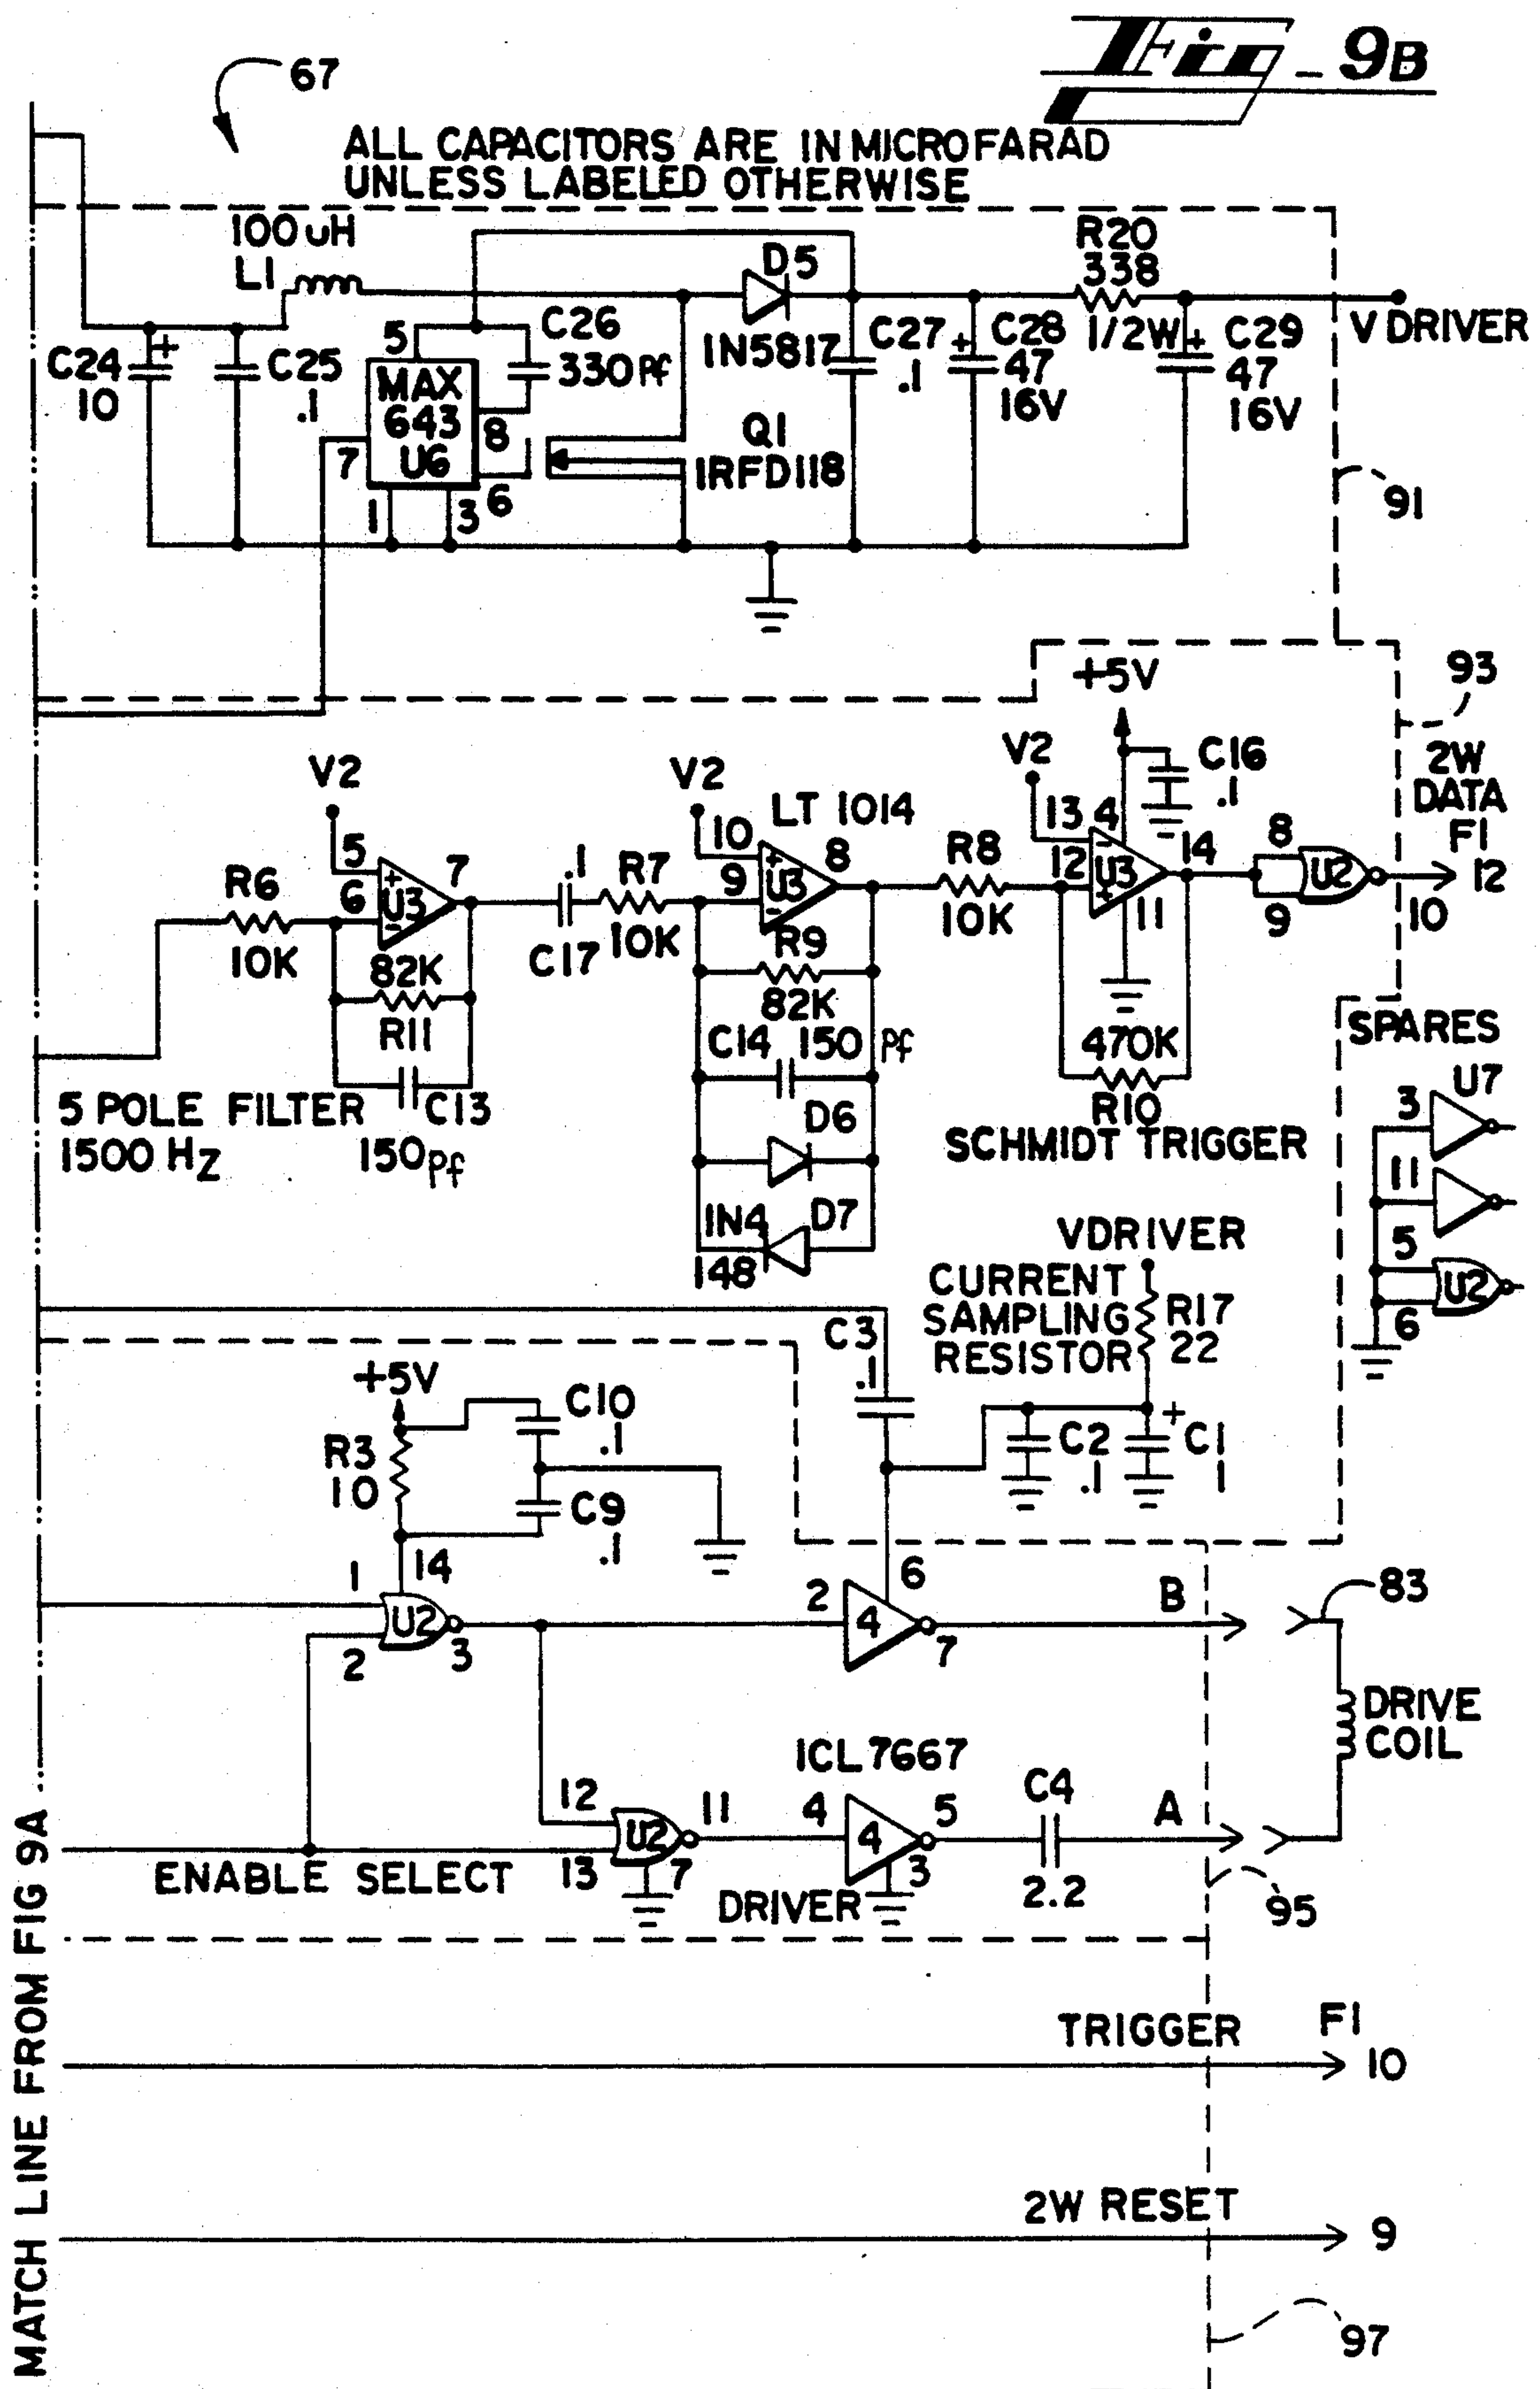 Fig - 9B
67
ALL CAPACITORS ARE IN MICROFARAD
UNLESS LABELED OTHERWISE
100 uH
L1
D5
1N5817
R20
338
1/2W
V DRIVER
C24
10
+
C25
.1
5
MAX
643
U6
7
8
6
1
3
C26
330 Pf
Q1
IRFD118
C27
.1
+
C28
47
16V
+
C29
47
16V
91
93
+5V
V2
V2
V2
C16
.1
2W
DATA
F1
12
R6
10K
5
6
+
-
U3
7
82K
R11
C13
150 Pf
.1
C17
R7
10K
10
9
LT 1014
+
-
U3
8
R9
82K
C14 150 Pf
D6
D7
1N4
148
R8
10K
13
12
4
-
+
U3
14
11
470K
R10
SCHMIDT TRIGGER
8
9
U2
10
5 POLE FILTER
1500 Hz
SPARES
U7
3
11
5
6
U2
VDRIVER
CURRENT
SAMPLING
RESISTOR
R17
22
C3
.1
C2
.1
+
C1
1
+5V
R3
10
C10
.1
C9
.1
1
14
U2
2
3
2
4
6
7
B
83
DRIVE
COIL
ICL7667
12
13
U2
11
7
4
4
5
3
C4
2.2
A
ENABLE SELECT
DRIVER
95
TRIGGER
F1
10
2W RESET
9
97
MATCH LINE FROM FIG 9A